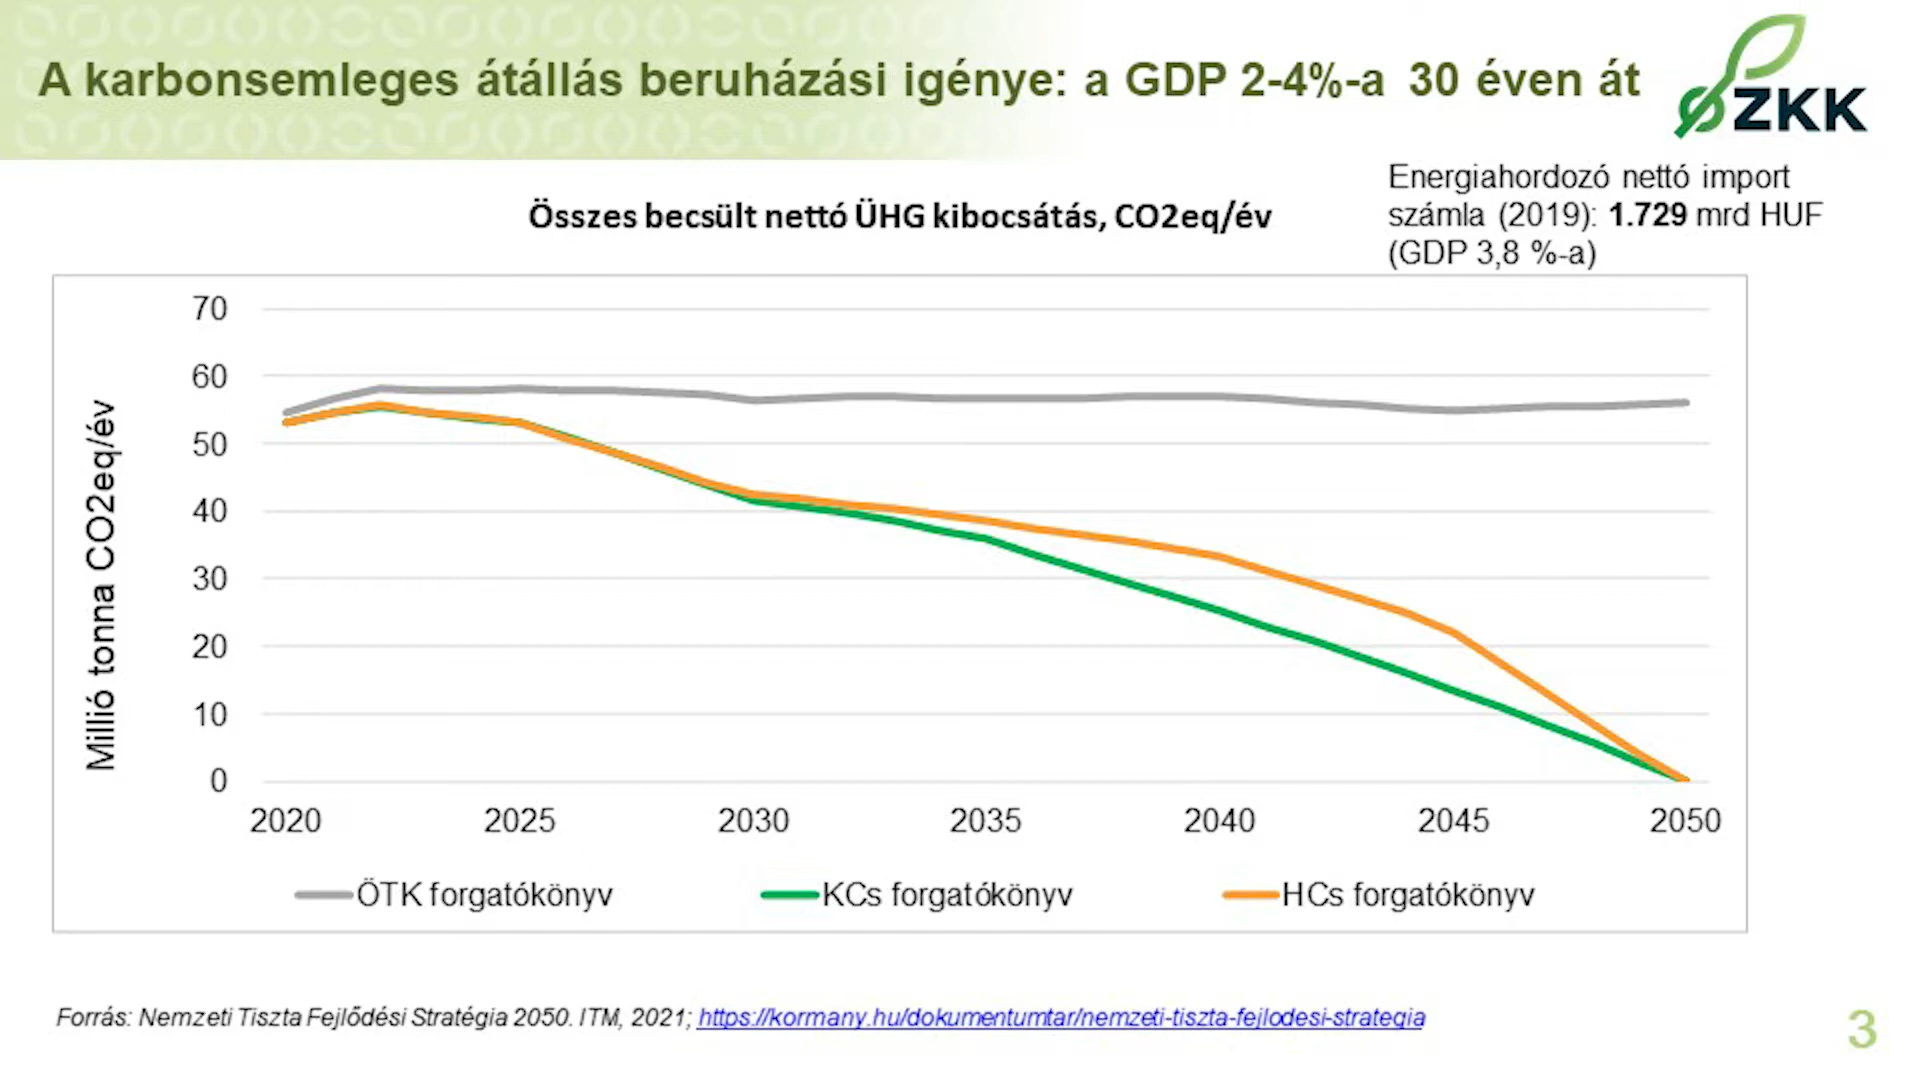 A karbonsemleges átállás beruházási igénye: a GDP 2-4%-a 30 éven át
ZKK
Energiahordozó nettó import
számla (2019): 1.729 mrd HUF
(GDP 3,8 %-a)
Összes becsült nettó ÜHG kibocsátás, CO2eq/év
Millió tonna CO2eq/év
70
60
50
40
30
20
10
0
2020 2025 2030 2035 2040 2045 2050
ÖTK forgatókönyv KCs forgatókönyv HCs forgatókönyv
Forrás: Nemzeti Tiszta Fejlődési Stratégia 2050. ITM, 2021; https://kormany.hu/dokumentumtar/nemzeti-tiszta-fejlodesi-strategia
3